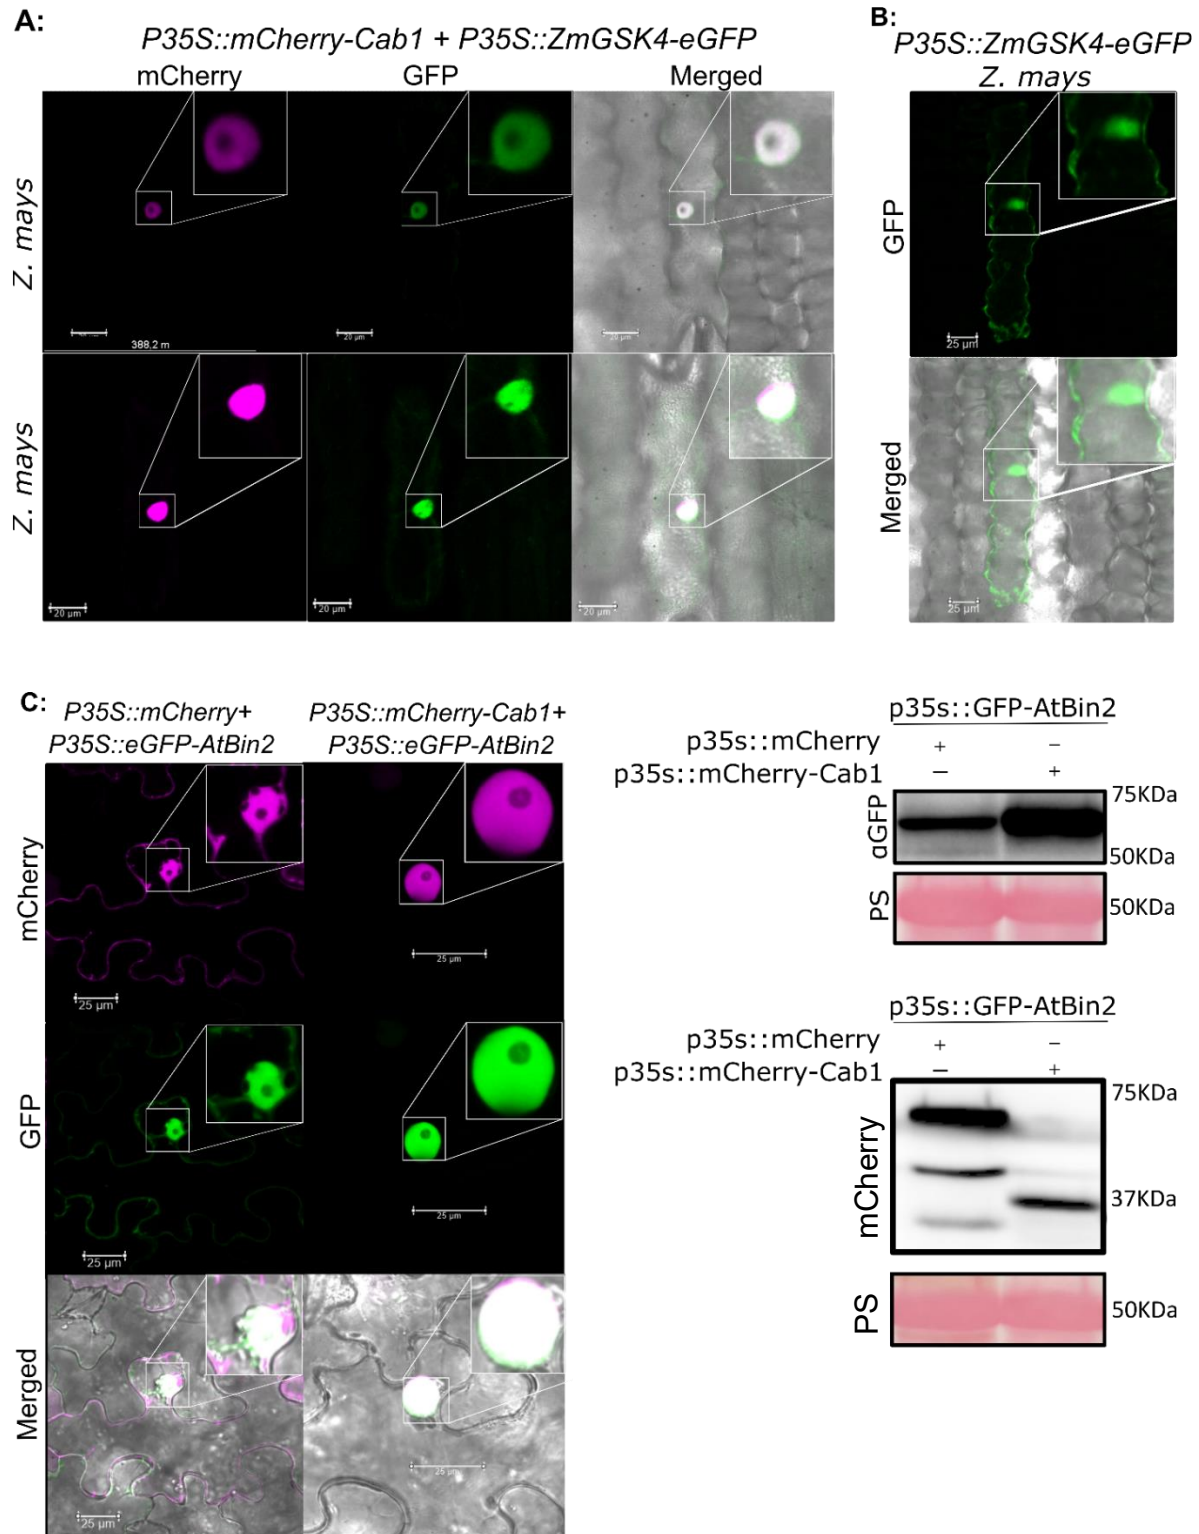 A:
P35S::mCherry-Cab1 + P35S::ZmGSK4-eGFP
mCherry GFP Merged
Z. mays
20 µm
20 µm
388,2 m
Z. mays
20 µm
20 µm
20 µm
B:
P35S::ZmGSK4-eGFP
Z. mays
GFP
25 µm
Merged
25 µm
C:
P35S::mCherry+
P35S::eGFP-AtBin2
P35S::mCherry-Cab1+
P35S::eGFP-AtBin2
mCherry
25 µm
25 µm
GFP
25 µm
25 µm
Merged
25 µm
25 µm
p35s::GFP-AtBin2
p35s::mCherry + –
p35s::mCherry-Cab1 – +
αGFP
75KDa
50KDa
PS
50KDa
p35s::GFP-AtBin2
p35s::mCherry + –
p35s::mCherry-Cab1 – +
mCherry
75KDa
37KDa
PS
50KDa